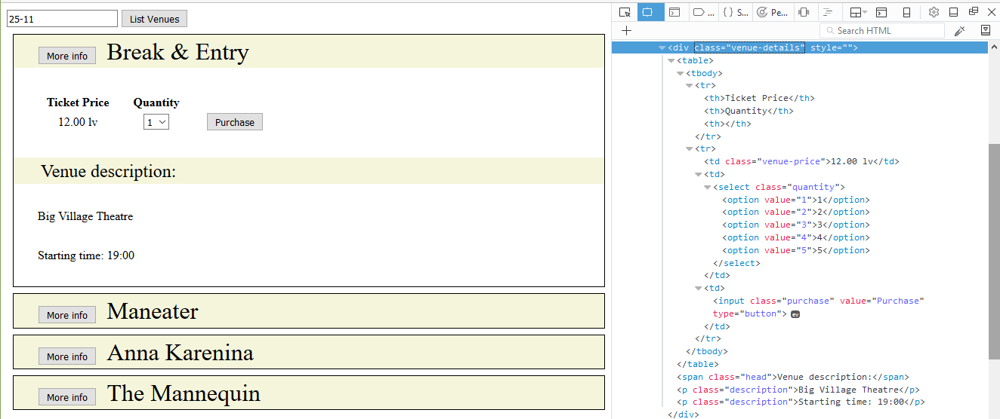 25-11 List Venues
More info Break & Entry
Ticket Price Quantity
12.00 lv 1 Purchase
Venue description:
Big Village Theatre
Starting time: 19:00
More info Maneater
More info Anna Karenina
More info The Mannequin
{ } S... Pe...
+ Search HTML
<div class="venue-details" style="">
<table>
<tbody>
<tr>
<th>Ticket Price</th>
<th>Quantity</th>
<th></th>
</tr>
<tr>
<td class="venue-price">12.00 lv</td>
<td>
<select class="quantity">
<option value="1">1</option>
<option value="2">2</option>
<option value="3">3</option>
<option value="4">4</option>
<option value="5">5</option>
</select>
</td>
<td>
<input class="purchase" value="Purchase"
type="button"> ev
</td>
</tr>
</tbody>
</table>
<span class="head">Venue description:</span>
<p class="description">Big Village Theatre</p>
<p class="description">Starting time: 19:00</p>
</div>